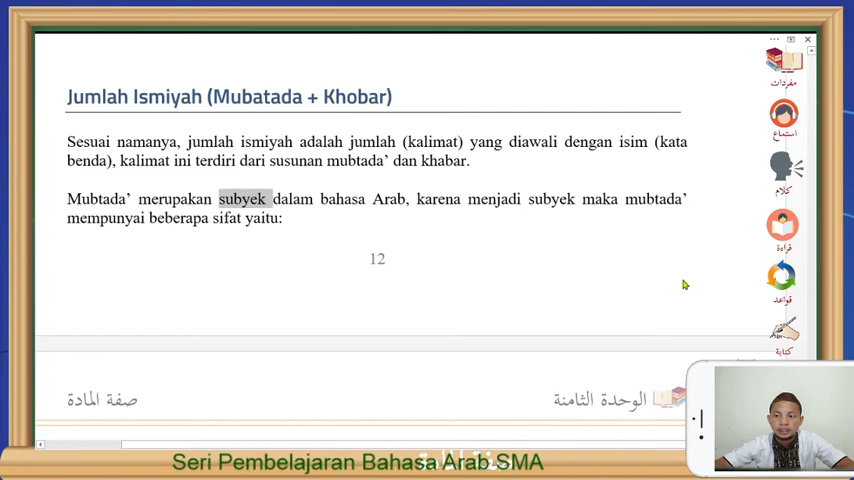 Jumlah Ismiyah (Mubatada + Khobar)
Sesuai namanya, jumlah ismiyah adalah jumlah (kalimat) yang diawali dengan isim (kata
benda), kalimat ini terdiri dari susunan mubtada’ dan khabar.
Mubtada’ merupakan subyek dalam bahasa Arab, karena menjadi subyek maka mubtada’
mempunyai beberapa sifat yaitu:
12
مفردات
استماع
كلام
قراءة
قواعد
كتابة
الوحدة الثامنة
صفة المادة
Seri Pembelajaran Bahasa Arab SMA